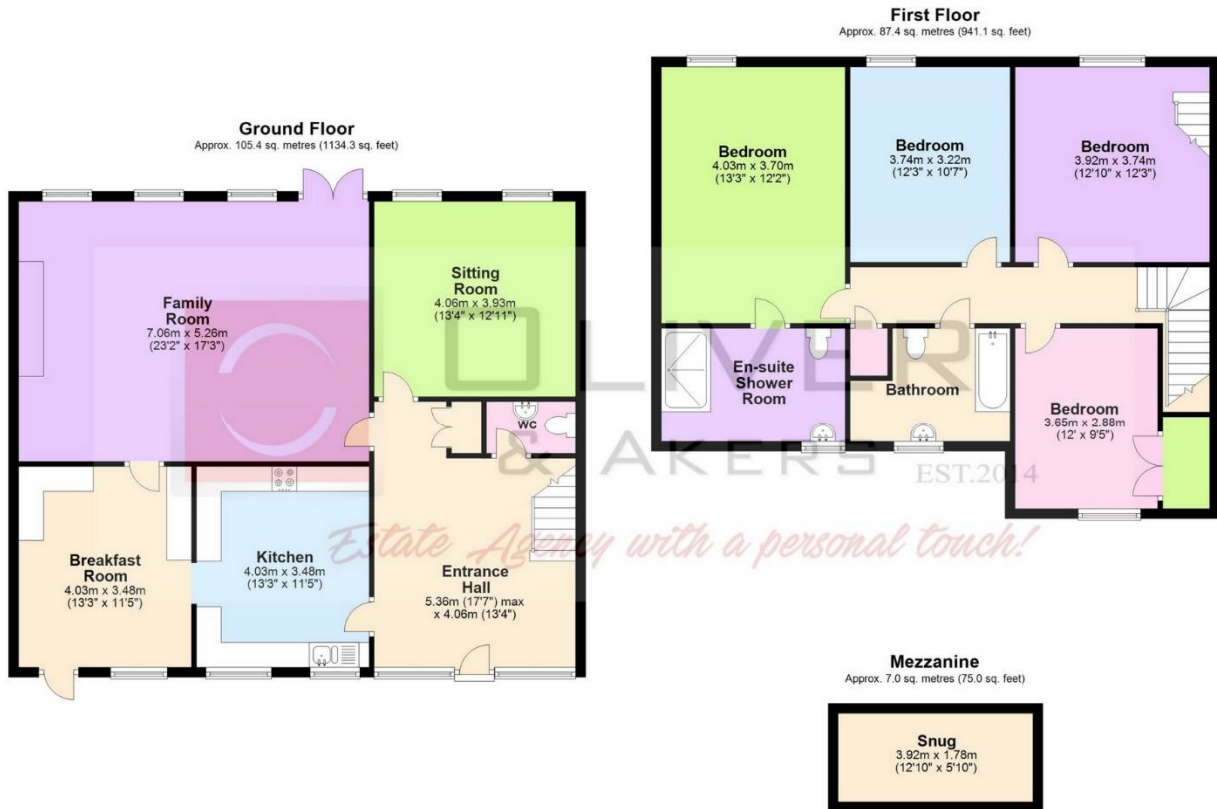 Ground Floor
Approx. 105.4 sq. metres (1134.3 sq. feet)
Family
Room
7.06m x 5.26m
(23'2" x 17'3")
Sitting
Room
4.06m x 3.93m
(13'4" x 12'11")
WC
Breakfast
Room
4.03m x 3.48m
(13'3" x 11'5")
Kitchen
4.03m x 3.48m
(13'3" x 11'5")
Entrance
Hall
5.36m (17'7") max
x 4.06m (13'4")
First Floor
Approx. 87.4 sq. metres (941.1 sq. feet)
Bedroom
4.03m x 3.70m
(13'3" x 12'2")
Bedroom
3.74m x 3.22m
(12'3" x 10'7")
Bedroom
3.92m x 3.74m
(12'10" x 12'3")
En-suite
Shower
Room
Bathroom
Bedroom
3.65m x 2.88m
(12' x 9'5")
Mezzanine
Approx. 7.0 sq. metres (75.0 sq. feet)
Snug
3.92m x 1.78m
(12'10" x 5'10")
OLIVER
& AKERS
EST.2014
Estate Agency with a personal touch!